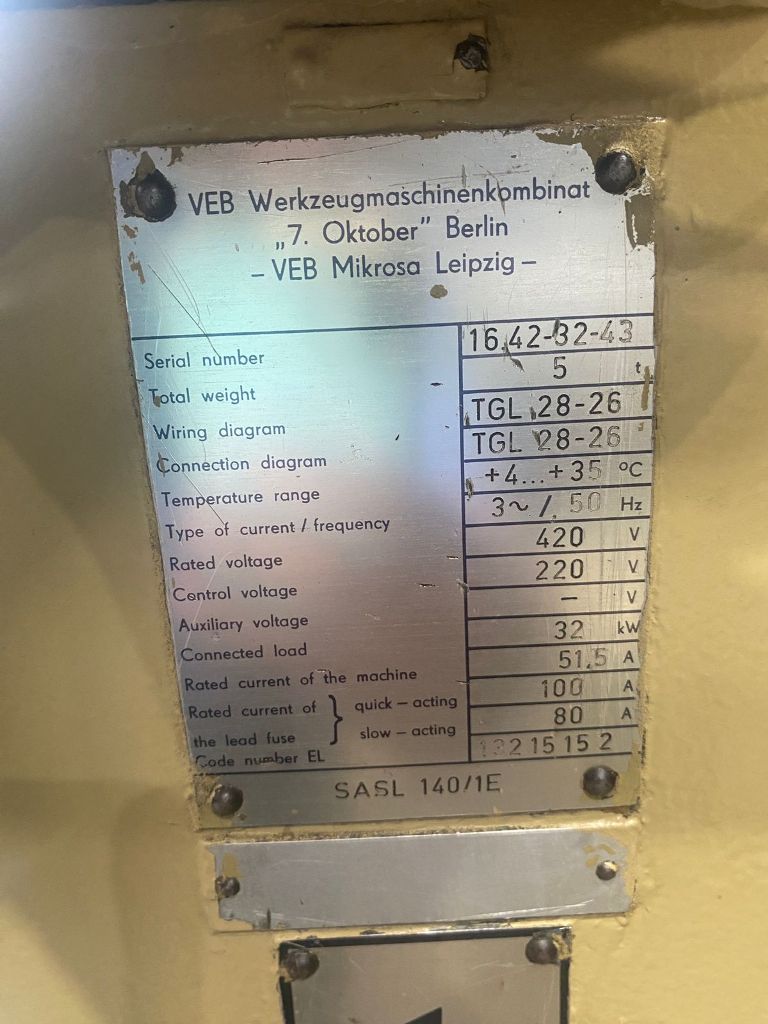 VEB Werkzeugmaschinenkombinat
„7. Oktober” Berlin
– VEB Mikrosa Leipzig –
Serial number 16,42-32-43
Total weight 5 t
Wiring diagram TGL 28-26
Connection diagram TGL 28-26
Temperature range +4...+35 °C
Type of current / frequency 3~ /. 50 Hz
Rated voltage 420 V
Control voltage 220 V
Auxiliary voltage – V
Connected load 32 kW
Rated current of the machine 51,5 A
Rated current of } quick – acting 100 A
the lead fuse slow – acting 80 A
Code number EL 132 15 15 2
SASL 140/1E